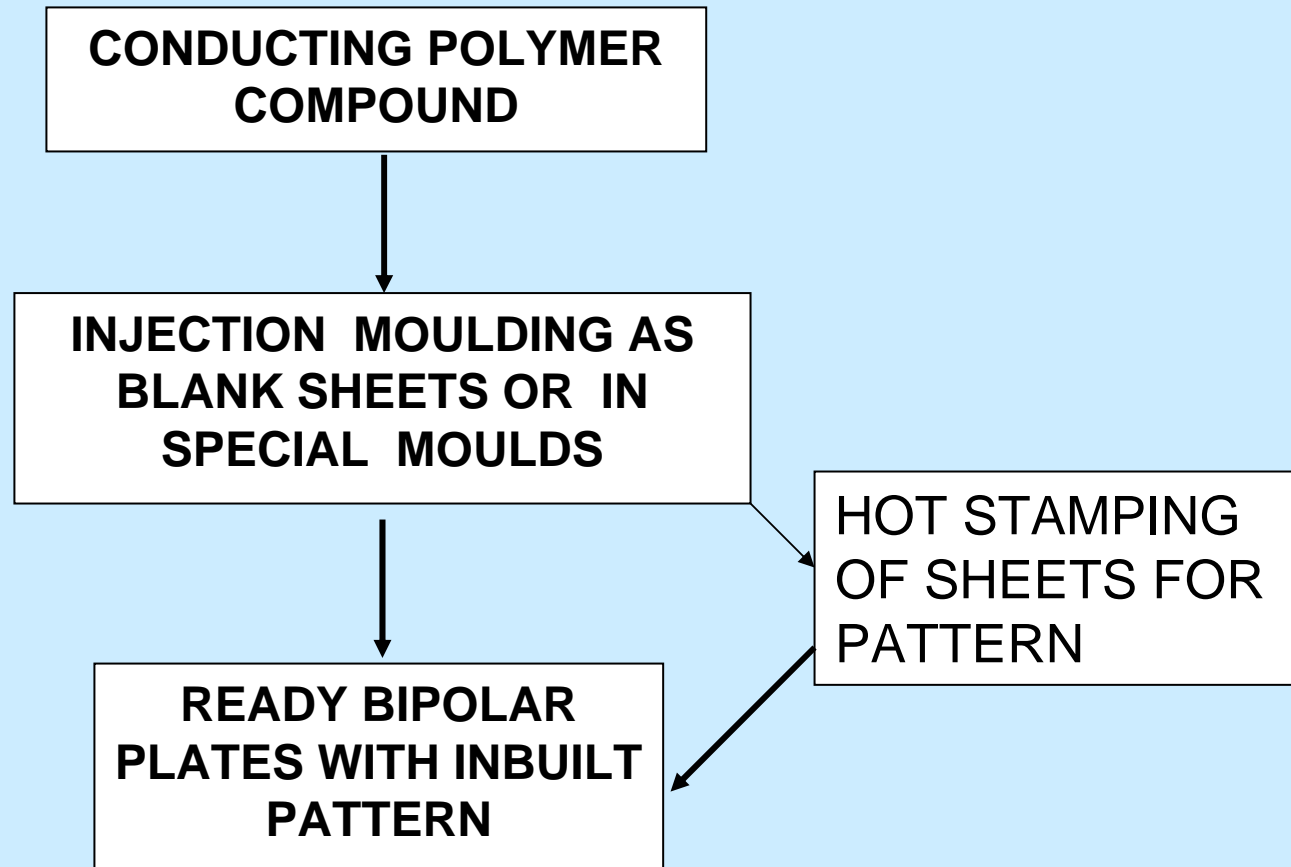 CONDUCTING POLYMER
COMPOUND
INJECTION MOULDING AS
BLANK SHEETS OR IN
SPECIAL MOULDS
HOT STAMPING
OF SHEETS FOR
PATTERN
READY BIPOLAR
PLATES WITH INBUILT
PATTERN